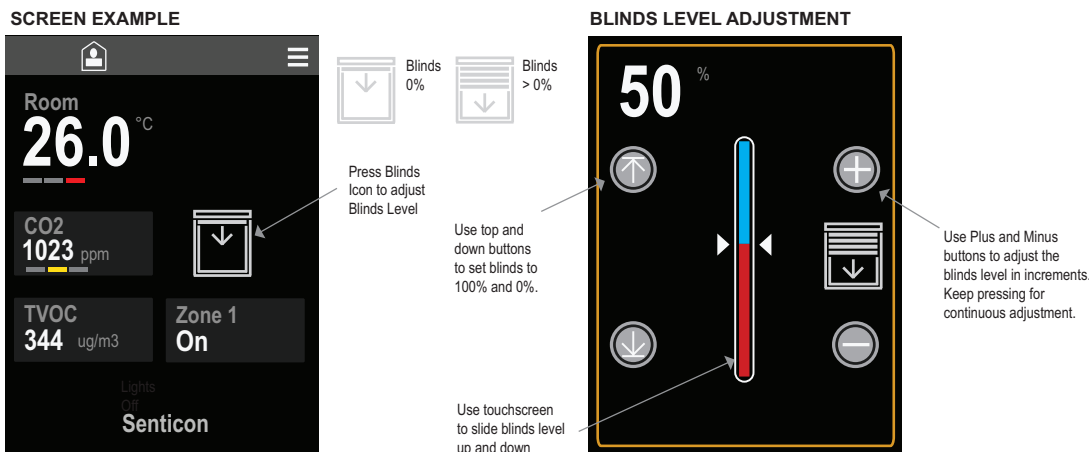 SCREEN EXAMPLE
Room
26.0 °C
CO2
1023 ppm
TVOC
344 ug/m3
Zone 1
On
Lights
Off
Senticon
Blinds
0%
Blinds
> 0%
Press Blinds
Icon to adjust
Blinds Level
BLINDS LEVEL ADJUSTMENT
50 %
Use top and
down buttons
to set blinds to
100% and 0%.
Use touchscreen
to slide blinds level
up and down
Use Plus and Minus
buttons to adjust the
blinds level in increments.
Keep pressing for
continuous adjustment.